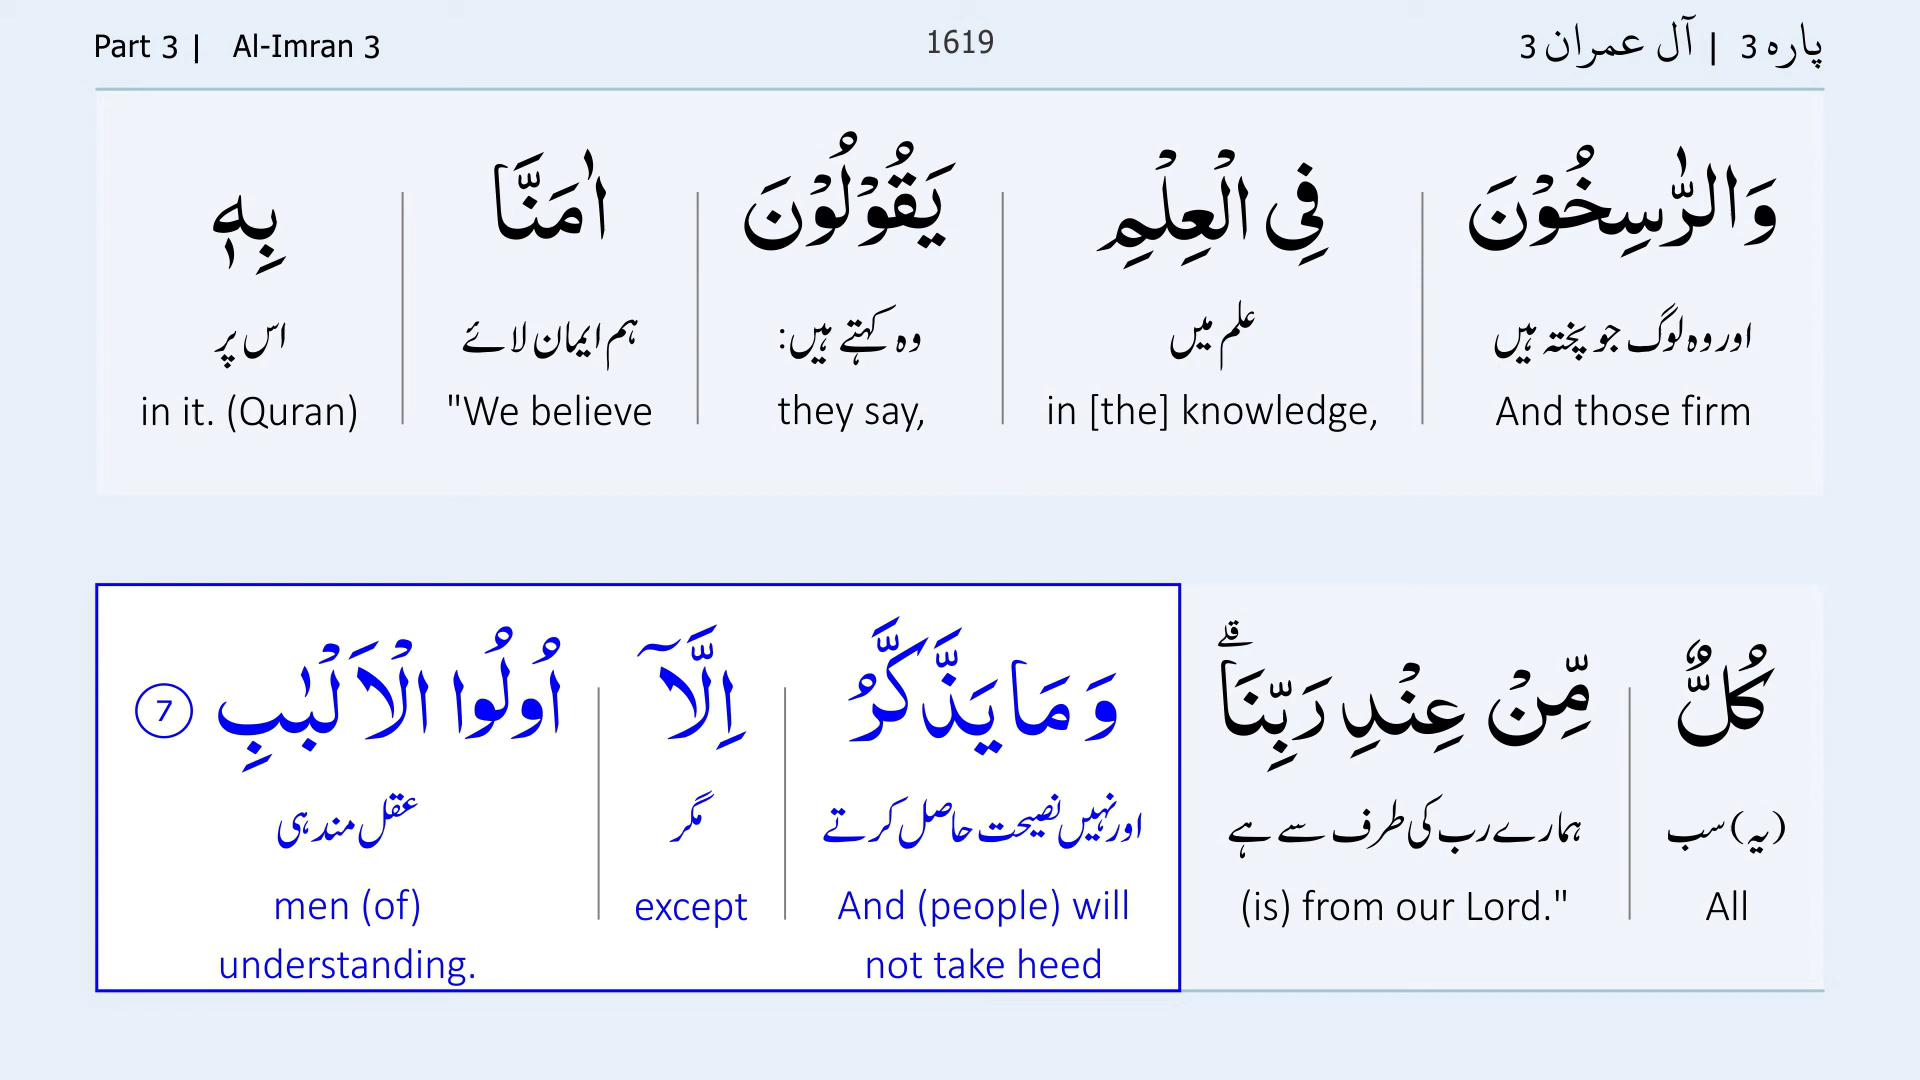 Part 3 | Al-Imran 3
1619
پارہ 3 | آل عمران 3
وَالرّٰسِخُوْنَ فِی الْعِلْمِ یَقُوْلُوْنَ اٰمَنَّا بِهٖ
اور وہ لوگ جو پختہ ہیں علم میں وہ کہتے ہیں: ہم ایمان لائے اس پر
And those firm in [the] knowledge, they say, "We believe in it. (Quran)
كُلٌّ مِّنْ عِنْدِ رَبِّنَا ۚ وَ مَا یَذَّكَّرُ اِلَّاۤ اُولُوا الْاَلْبٰبِ 7
(یہ) سب ہمارے رب کی طرف سے ہے اور نہیں نصیحت حاصل کرتے مگر عقل مند ہی
All (is) from our Lord." And (people) will not take heed except men (of) understanding.